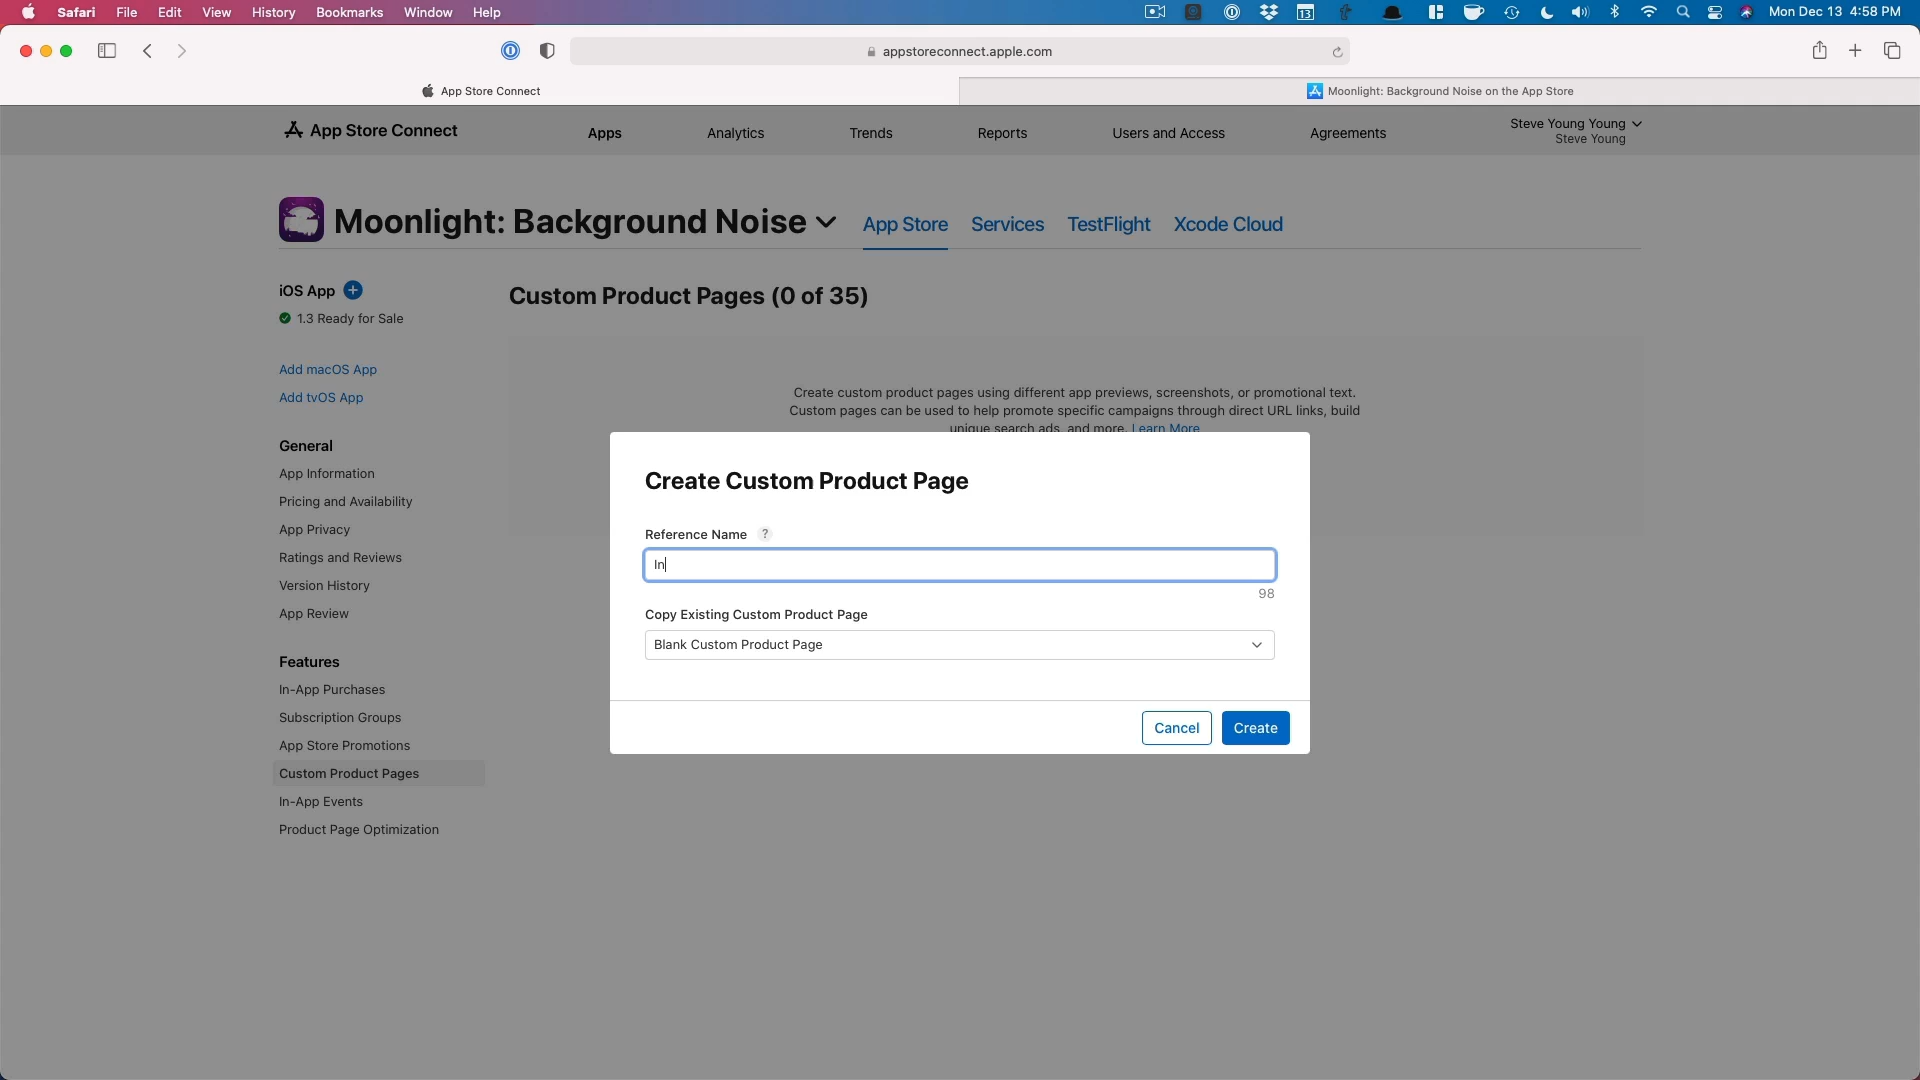 Safari File Edit View History Bookmarks Window Help 13 Mon Dec 13 4:58 PM
appstoreconnect.apple.com
App Store Connect
Moonlight: Background Noise on the App Store
App Store Connect Apps Analytics Trends Reports Users and Access Agreements
Steve Young Young
Steve Young
Moonlight: Background Noise App Store Services TestFlight Xcode Cloud
iOS App
1.3 Ready for Sale
Add macOS App
Add tvOS App
General
App Information
Pricing and Availability
App Privacy
Ratings and Reviews
Version History
App Review
Features
In-App Purchases
Subscription Groups
App Store Promotions
Custom Product Pages
In-App Events
Product Page Optimization
Custom Product Pages (0 of 35)
Create custom product pages using different app previews, screenshots, or promotional text.
Custom pages can be used to help promote specific campaigns through direct URL links, build
unique search ads, and more. Learn More
Create Custom Product Page
Reference Name ?
In
98
Copy Existing Custom Product Page
Blank Custom Product Page
Cancel Create